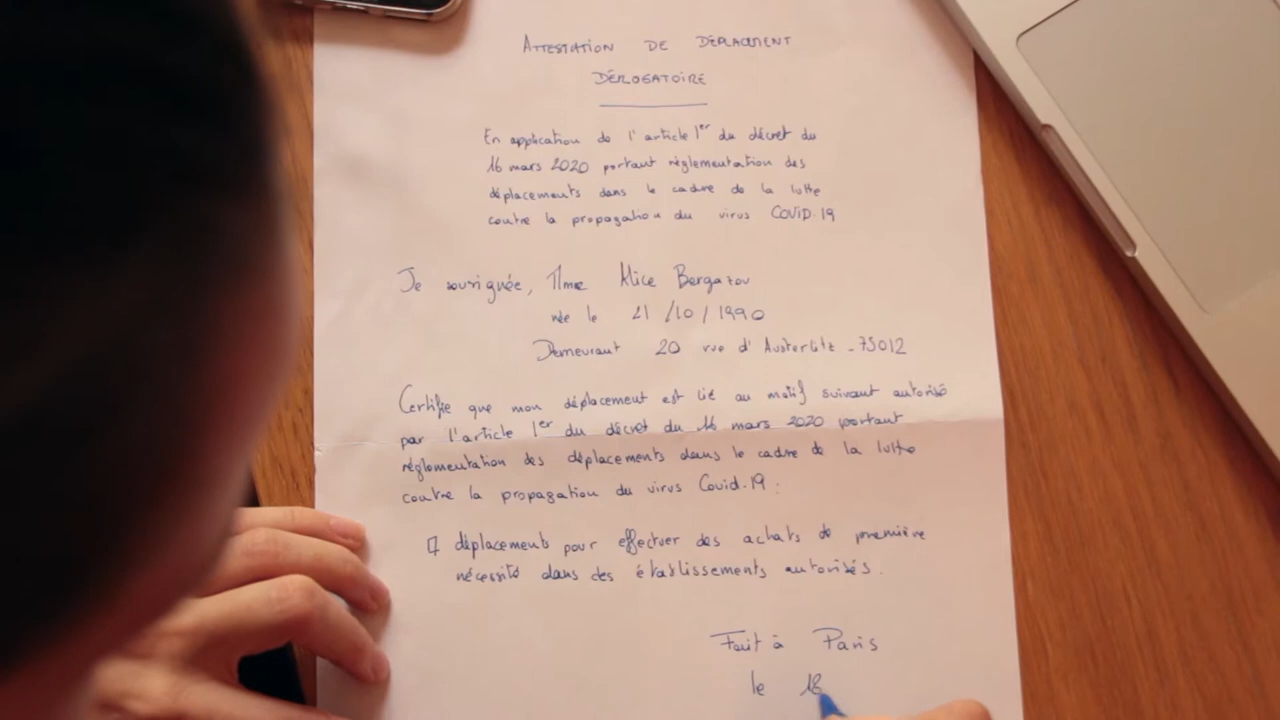 ATTESTATION DE DÉPLACEMENT
DÉROGATOIRE
En application de l'article 1er du décret du
16 mars 2020 portant réglementation des
déplacements dans le cadre de la lutte
contre la propagation du virus COVID.19
Je sousignée, Mme Alice Bergazov
née le 21/10/1990
Demeurant 20 rue d'Austerlitz - 75012
Certifie que mon déplacement est lié au motif suivant autorisé
par l'article 1er du décret du 16 mars 2020 portant
réglementation des déplacements dans le cadre de la lutte
contre la propagation du virus Covid.19 :
déplacements pour effectuer des achats de première
nécessité dans des établissements autorisés.
Fait à Paris
le 18